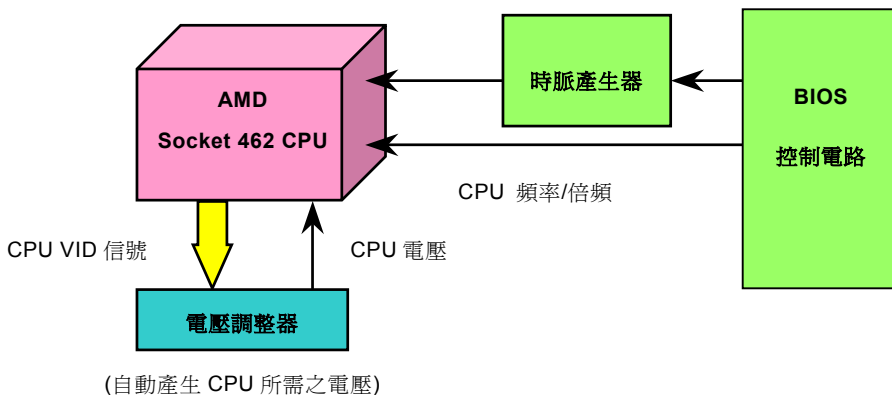 AMD
Socket 462 CPU
時脈產生器
BIOS
控制電路
CPU 頻率/倍頻
CPU VID 信號
CPU 電壓
電壓調整器
(自動產生 CPU 所需之電壓)